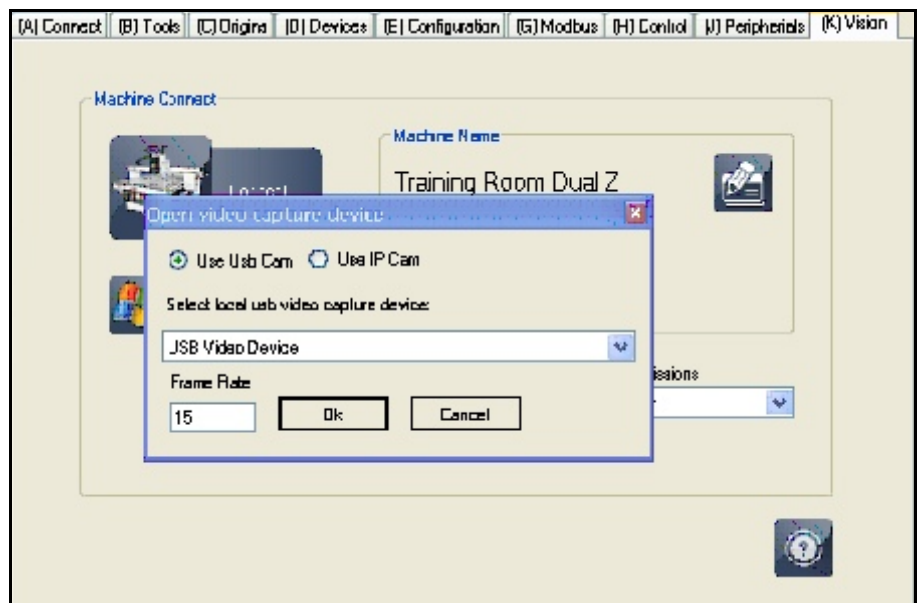 (A) Connect (B) Tools (C) Origins (D) Devices (E) Configuration (G) Modbus (H) Control (J) Peripherials (K) Vision
Machine Connect
Machine Name
Training Room Dual Z
Open video capture device
Use Usb Cam Use IP Cam
Select local usb video capture device:
USB Video Device
Frame Rate
15 Ok Cancel
issions